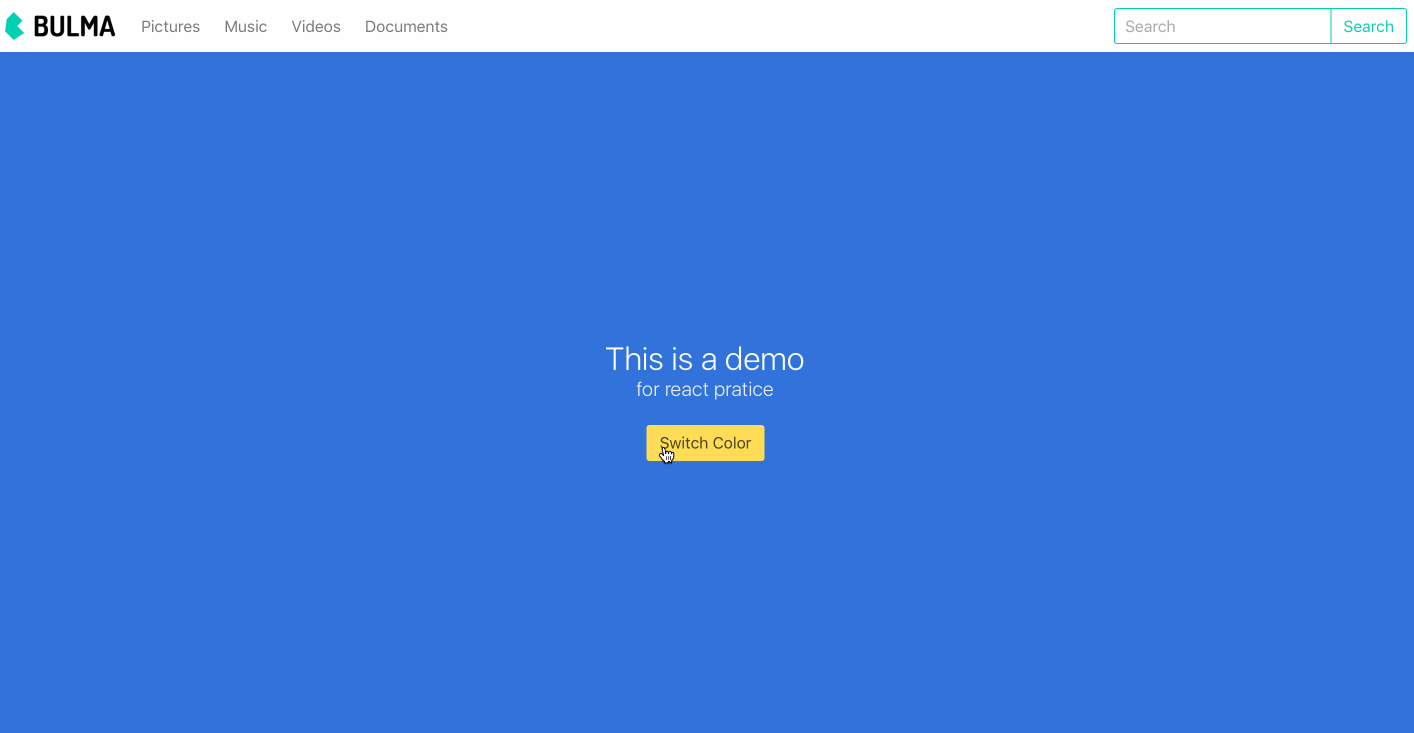 BULMA Pictures Music Videos Documents Search Search
This is a demo
for react pratice
Switch Color